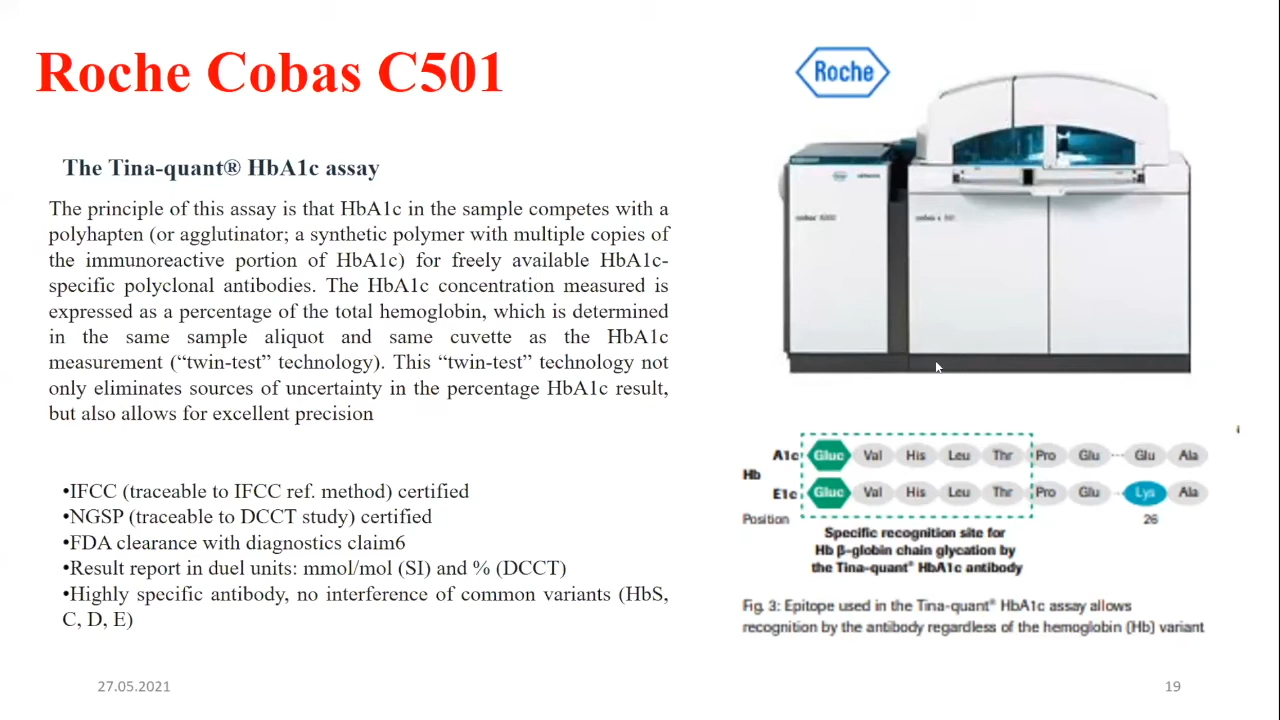 Roche Cobas C501
Roche
The Tina-quant® HbA1c assay
The principle of this assay is that HbA1c in the sample competes with a
polyhapten (or agglutinator; a synthetic polymer with multiple copies of
the immunoreactive portion of HbA1c) for freely available HbA1c-
specific polyclonal antibodies. The HbA1c concentration measured is
expressed as a percentage of the total hemoglobin, which is determined
in the same sample aliquot and same cuvette as the HbA1c
measurement (“twin-test” technology). This “twin-test” technology not
only eliminates sources of uncertainty in the percentage HbA1c result,
but also allows for excellent precision
•IFCC (traceable to IFCC ref. method) certified
•NGSP (traceable to DCCT study) certified
•FDA clearance with diagnostics claim6
•Result report in duel units: mmol/mol (SI) and % (DCCT)
•Highly specific antibody, no interference of common variants (HbS,
C, D, E)
A1c Gluc Val His Leu Thr Pro Glu ... Glu Ala
Hb
E1c Gluc Val His Leu Thr Pro Glu ... Lys Ala
Position 26
Specific recognition site for
Hb β-globin chain glycation by
the Tina-quant® HbA1c antibody
Fig. 3: Epitope used in the Tina-quant® HbA1c assay allows
recognition by the antibody regardless of the hemoglobin (Hb) variant
27.05.2021
19